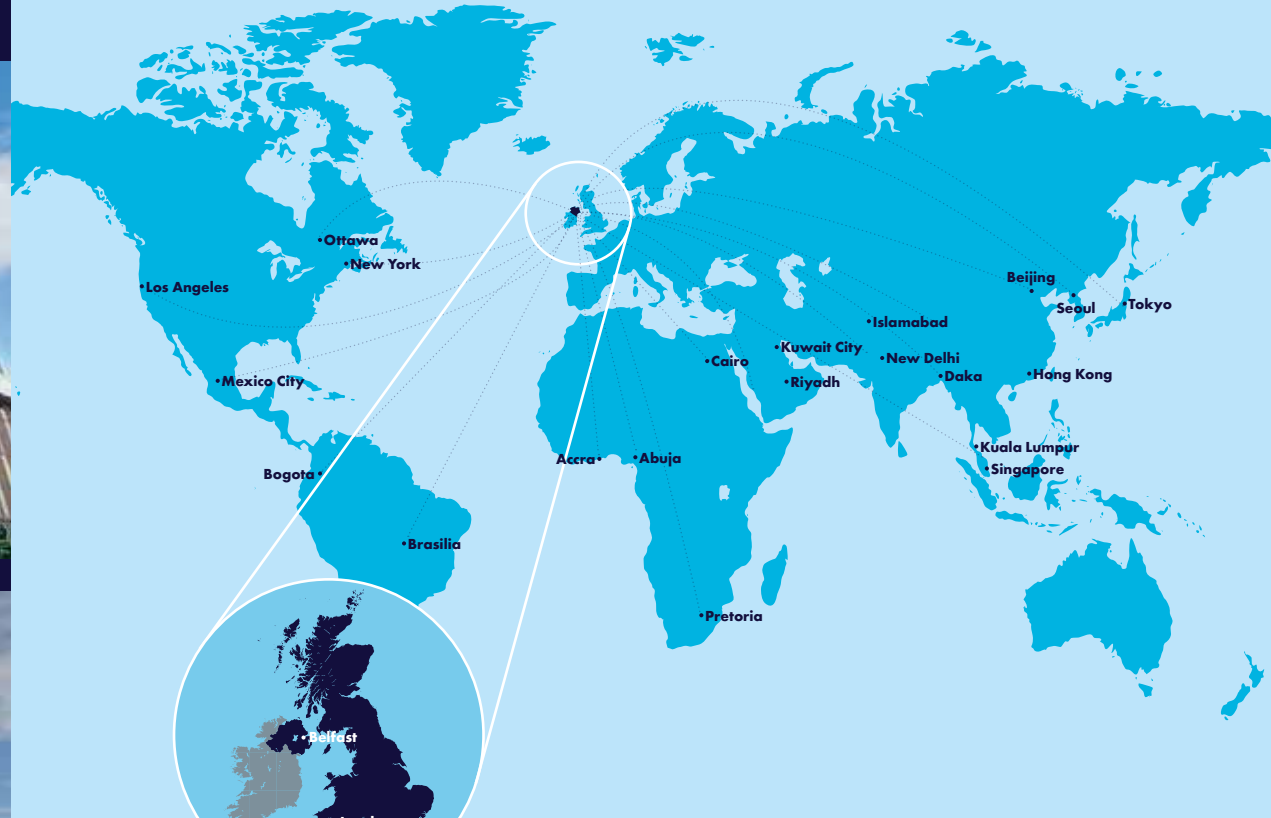 Ottawa
New York
Los Angeles
Beijing
Seoul
Tokyo
Islamabad
Kuwait City
New Delhi
Cairo
Daka
Hong Kong
Riyadh
Mexico City
Kuala Lumpur
Accra
Abuja
Singapore
Bogota
Brasilia
Pretoria
Belfast